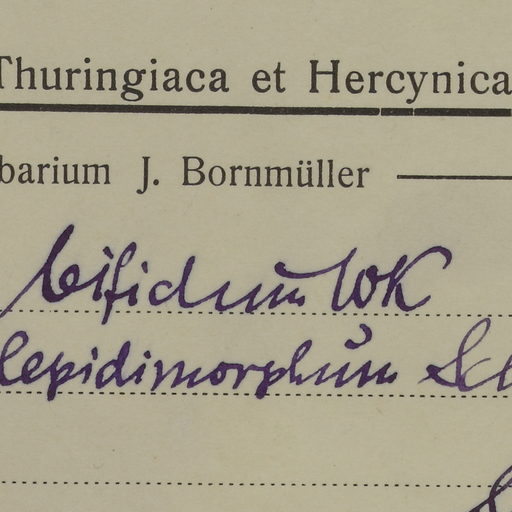 Thuringiaca et Hercynica
barium J. Bornmüller
bifidum WK
lepidimorphum